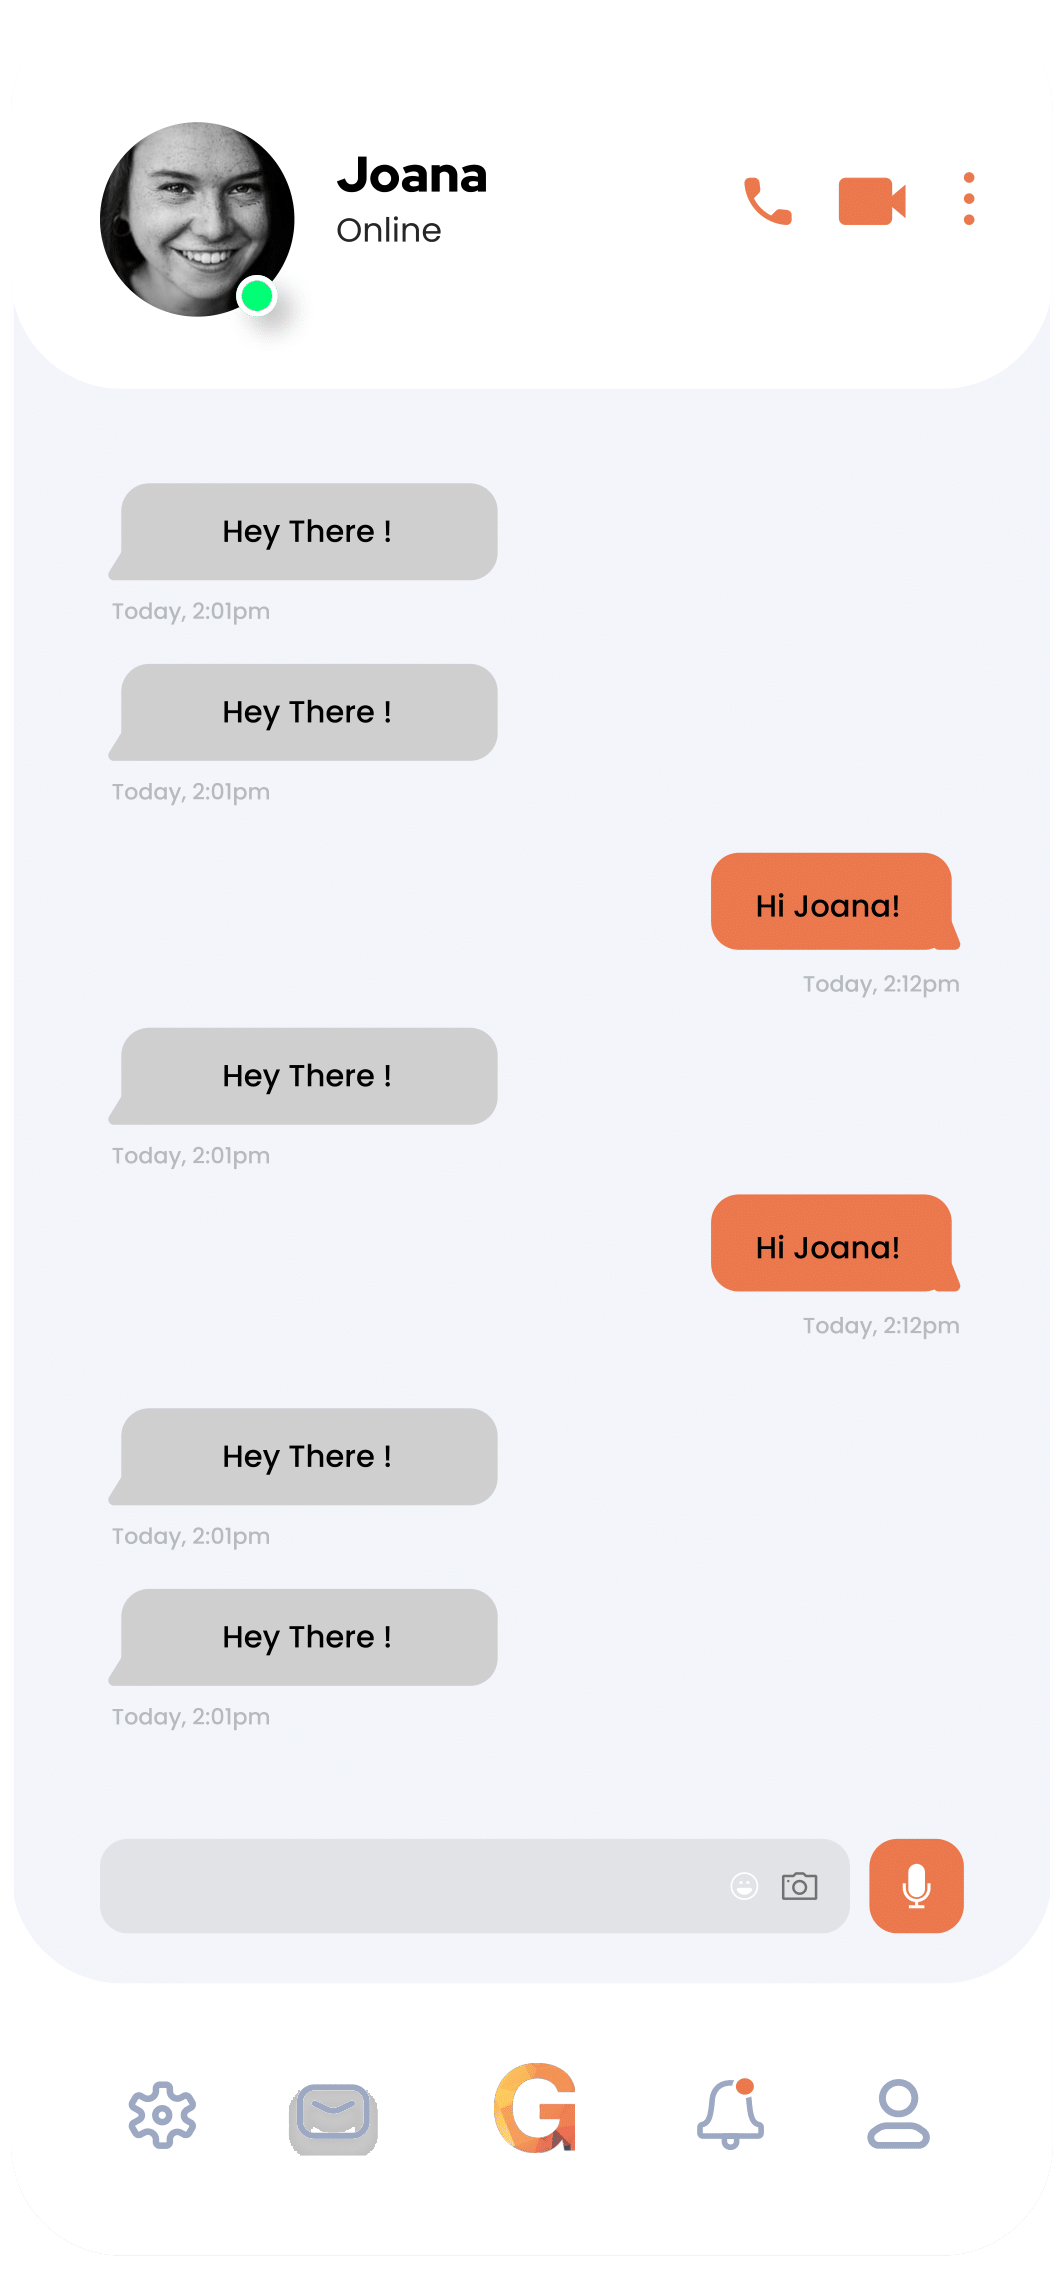 Joana
Online
Hey There !
Today, 2:01pm
Hey There !
Today, 2:01pm
Hi Joana!
Today, 2:12pm
Hey There !
Today, 2:01pm
Hi Joana!
Today, 2:12pm
Hey There !
Today, 2:01pm
Hey There !
Today, 2:01pm
G